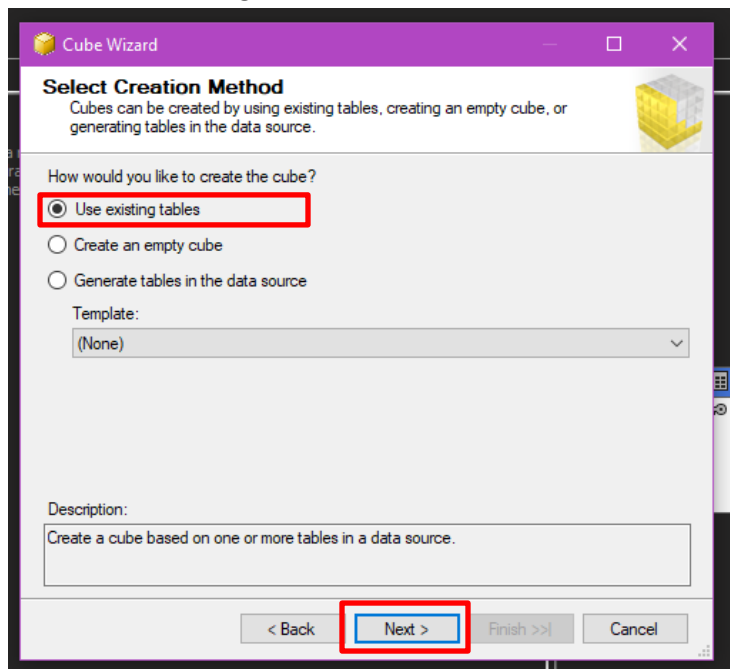 Cube Wizard
Select Creation Method
Cubes can be created by using existing tables, creating an empty cube, or
generating tables in the data source.
How would you like to create the cube?
Use existing tables
Create an empty cube
Generate tables in the data source
Template:
(None)
Description:
Create a cube based on one or more tables in a data source.
< Back Next > Finish >>| Cancel